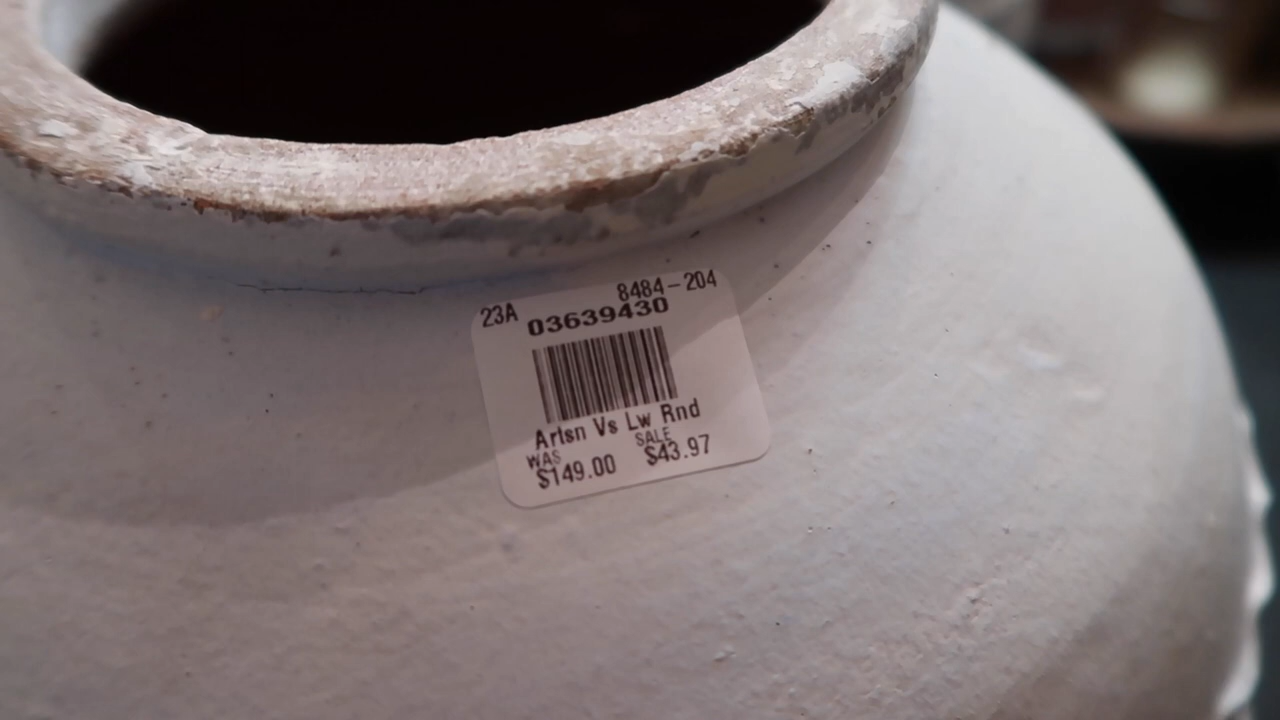 23A 8484-204
03639430
Artsn Vs Lw Rnd
WAS SALE
$149.00 $43.97